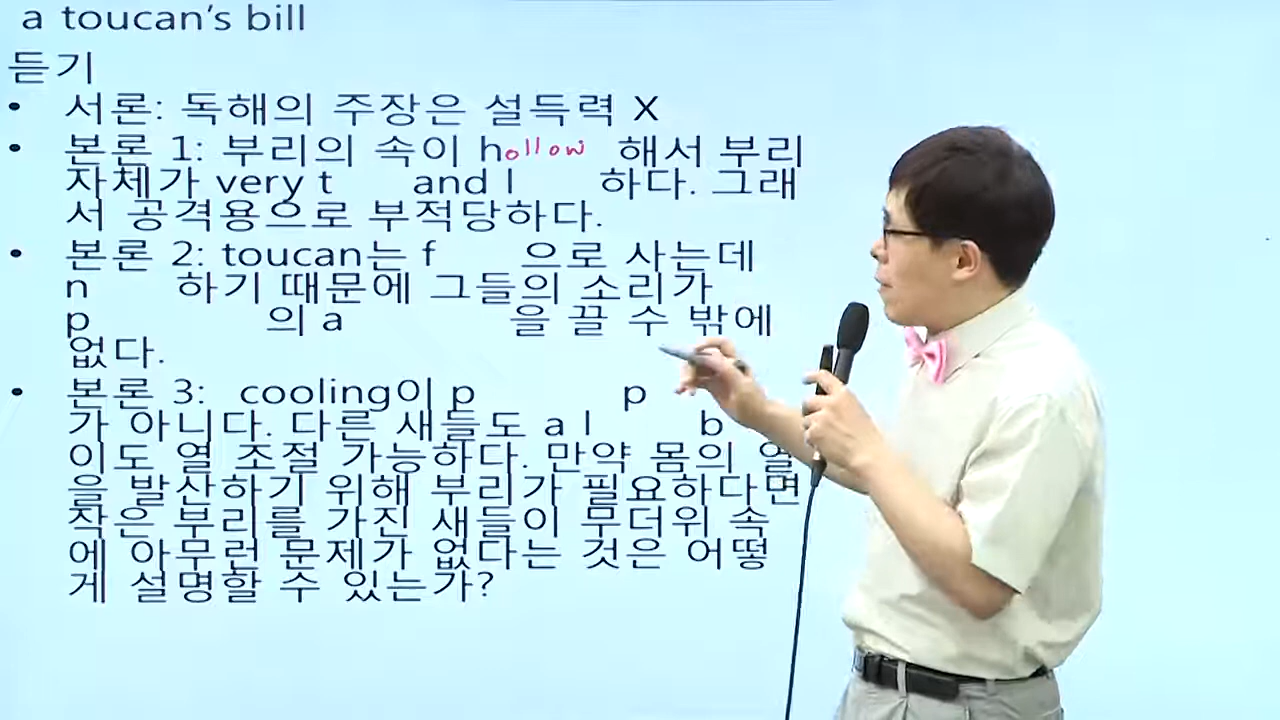 a toucan's bill
듣기
• 서론: 독해의 주장은 설득력 X
• 본론 1: 부리의 속이 hollow 해서 부리
자체가 very t and l 하다. 그래
서 공격용으로 부적당하다.
• 본론 2: toucan는 f 으로 사는데
n 하기 때문에 그들의 소리가
p 의 a 을 끌 수 밖에
없다.
• 본론 3: cooling이 p p
가 아니다. 다른 새들도 a l b
이도 열 조절 가능하다. 만약 몸의 열
을 발산하기 위해 부리가 필요하다면
작은 부리를 가진 새들이 무더위 속
에 아무런 문제가 없다는 것은 어떻
게 설명할 수 있는가?